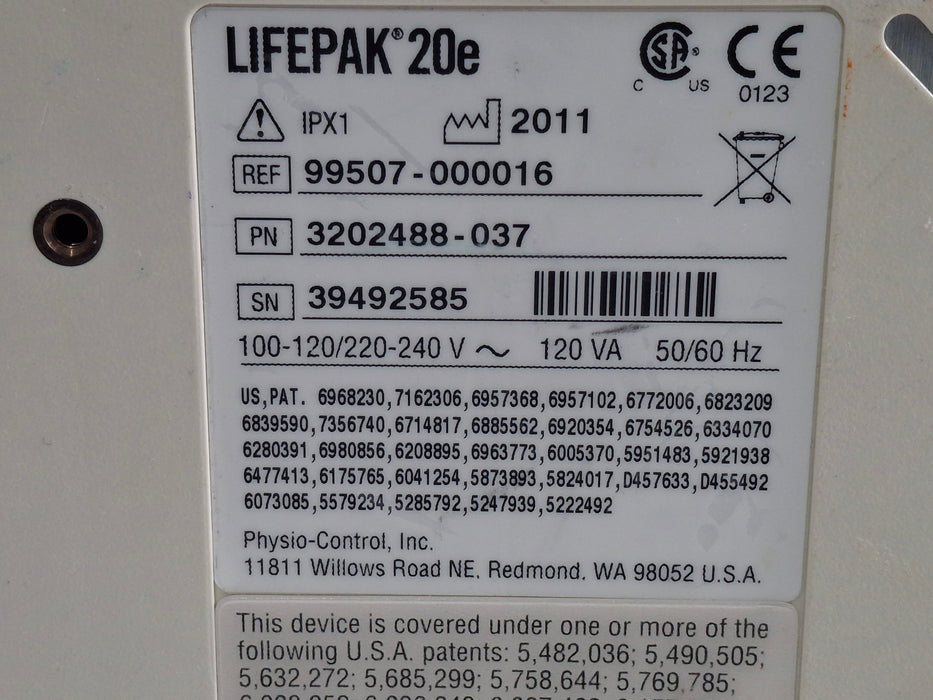 LIFEPAK® 20e
C SA® US
CE
0123
IPX1
2011
REF 99507-000016
PN 3202488-037
SN 39492585
100-120/220-240 V ~ 120 VA 50/60 Hz
US,PAT. 6968230,7162306,6957368,6957102,6772006,6823209
6839590,7356740,6714817,6885562,6920354,6754526,6334070
6280391,6980856,6208895,6963773,6005370,5951483,5921938
6477413,6175765,6041254,5873893,5824017,D457633,D455492
6073085,5579234,5285792,5247939,5222492
Physio-Control, Inc.
11811 Willows Road NE. Redmond. WA 98052 U.S.A.
This device is covered under one or more of the
following U.S.A. patents: 5,482,036; 5,490,505;
5,632,272; 5,685,299; 5,758,644; 5,769,785;